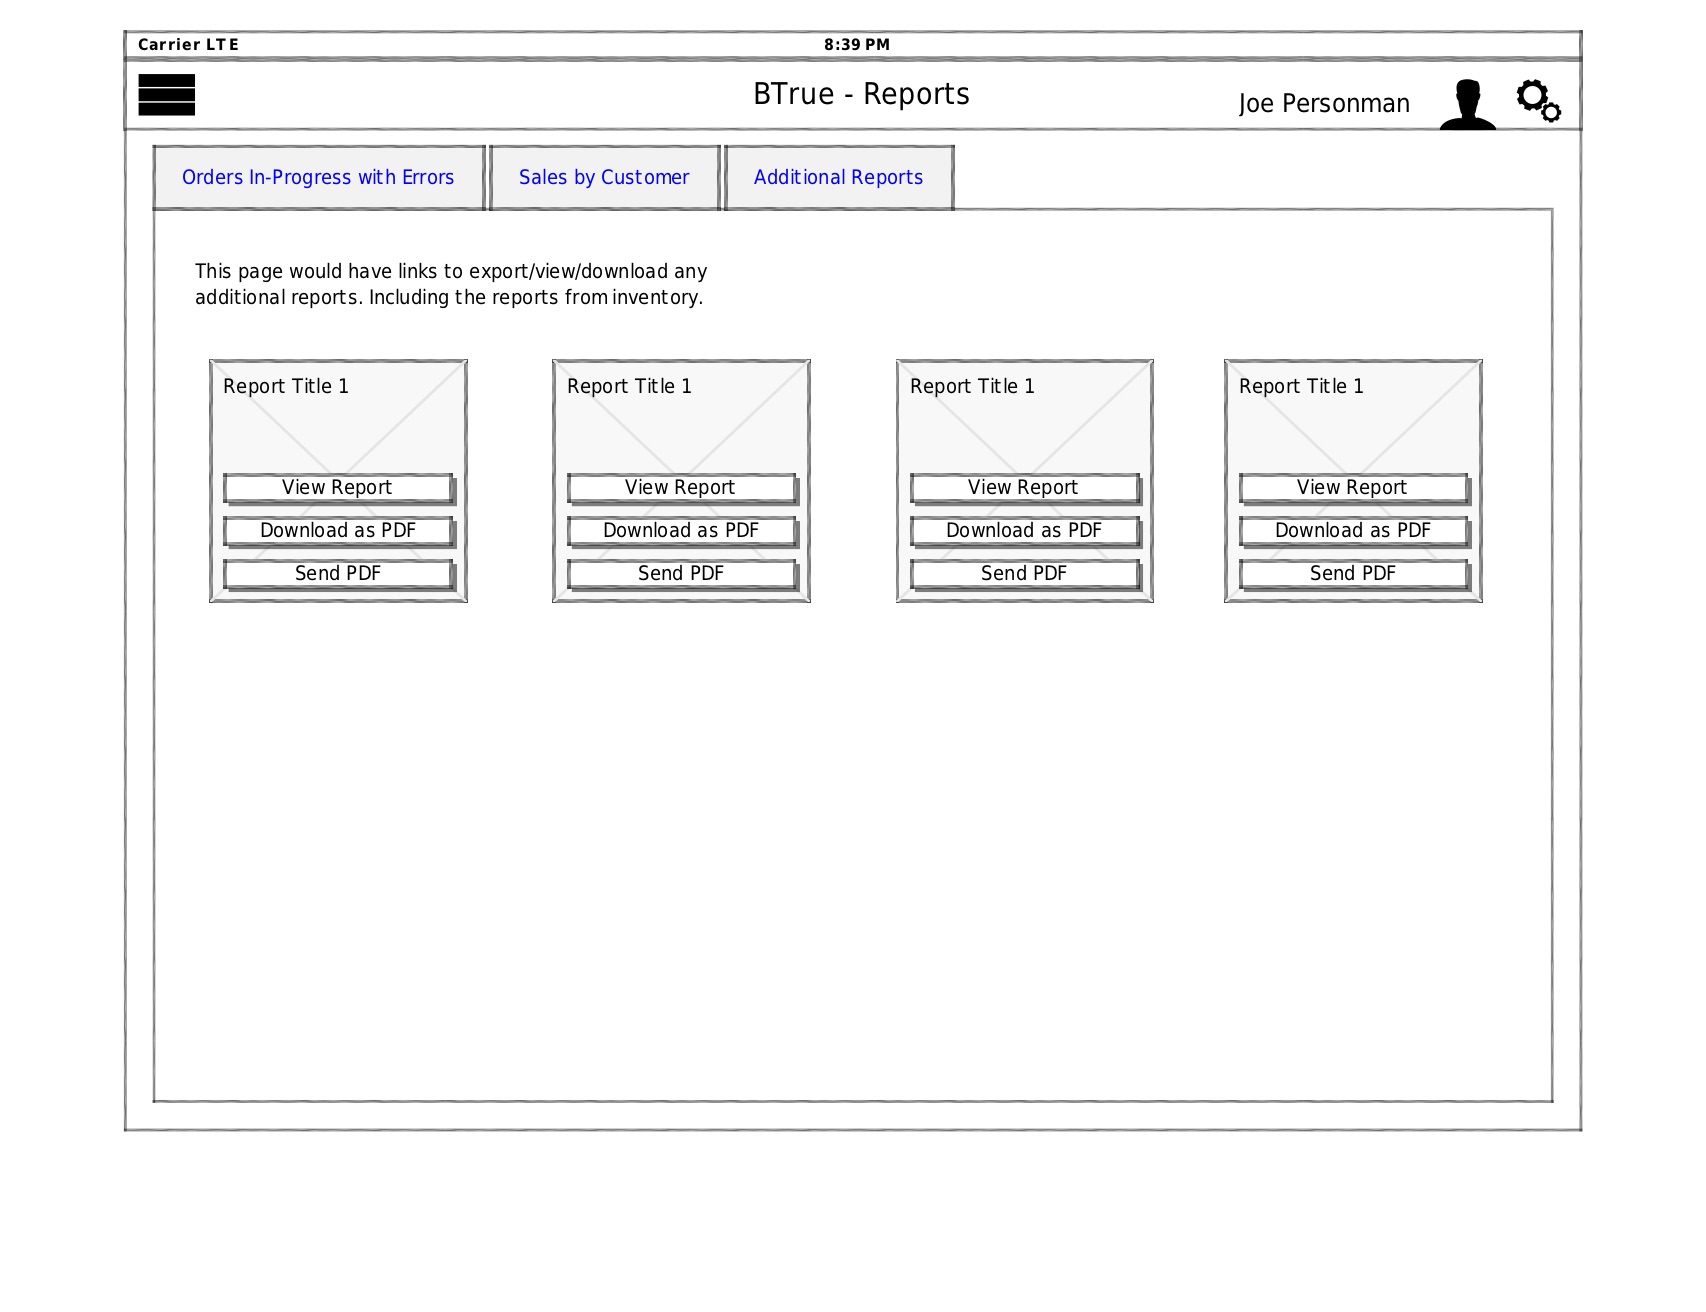 Carrier LTE
8:39 PM
BTrue - Reports
Joe Personman
Orders In-Progress with Errors
Sales by Customer
Additional Reports
This page would have links to export/view/download any
additional reports. Including the reports from inventory.
Report Title 1
View Report
Download as PDF
Send PDF
Report Title 1
View Report
Download as PDF
Send PDF
Report Title 1
View Report
Download as PDF
Send PDF
Report Title 1
View Report
Download as PDF
Send PDF